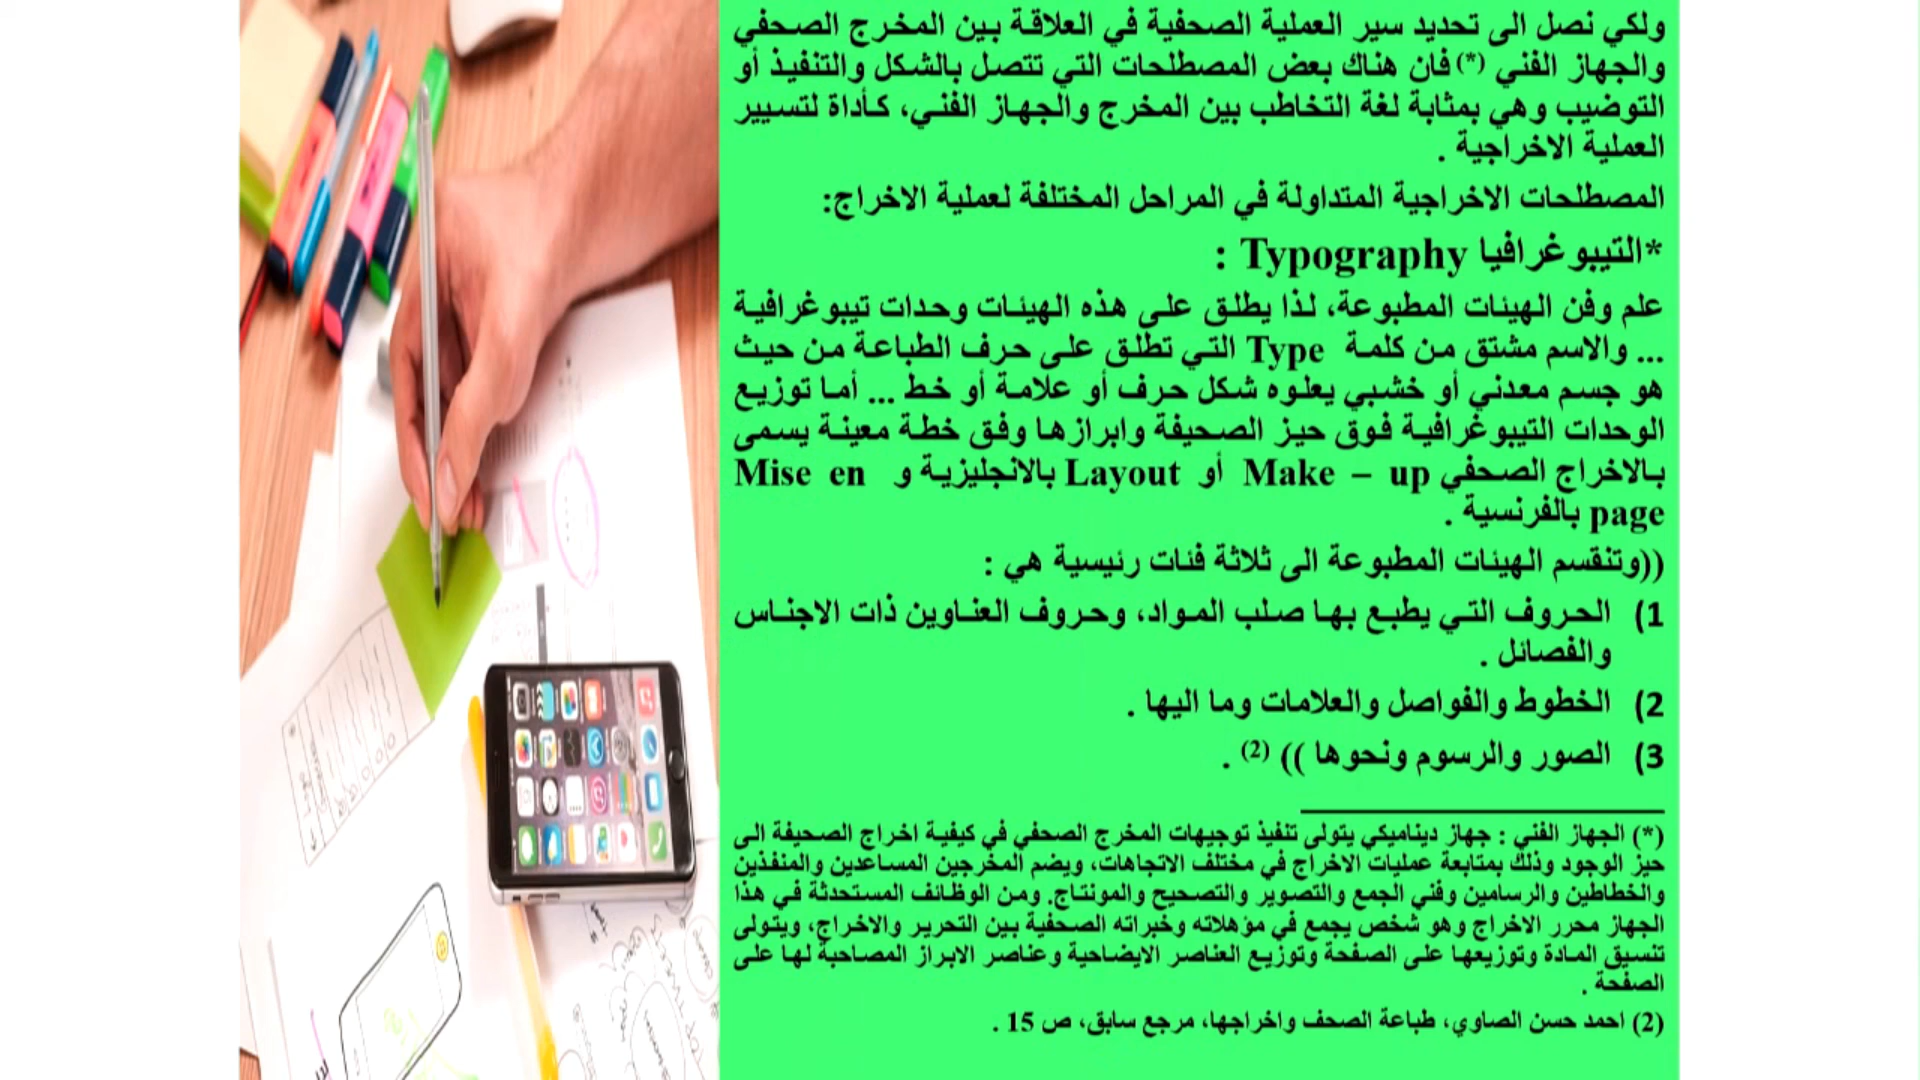 ولكي نصل الى تحديد سير العملية الصحفية في العلاقة بين المخرج الصحفي
والجهاز الفني (*) فان هناك بعض المصطلحات التي تتصل بالشكل والتنفيذ أو
التوضيب وهي بمثابة لغة التخاطب بين المخرج والجهاز الفني، كأداة لتسيير
العملية الاخراجية .
المصطلحات الاخراجية المتداولة في المراحل المختلفة لعملية الاخراج:
*التيبوغرافيا Typography :
علم وفن الهيئات المطبوعة، لذا يطلق على هذه الهيئات وحدات تيبوغرافية
... والاسم مشتق من كلمة Type التي تطلق على حرف الطباعة من حيث
هو جسم معدني أو خشبي يعلوه شكل حرف أو علامة أو خط ... أما توزيع
الوحدات التيبوغرافية فوق حيز الصحيفة وابرازها وفق خطة معينة يسمى
بالاخراج الصحفي Make – up أو Layout بالانجليزية و Mise en
page بالفرنسية .
((وتنقسم الهيئات المطبوعة الى ثلاثة فئات رئيسية هي :
1) الحروف التي يطبع بها صلب المواد، وحروف العناوين ذات الاجناس
والفصائل .
2) الخطوط والفواصل والعلامات وما اليها .
3) الصور والرسوم ونحوها )) (2) .
(*) الجهاز الفني : جهاز ديناميكي يتولى تنفيذ توجيهات المخرج الصحفي في كيفية اخراج الصحيفة الى
حيز الوجود وذلك بمتابعة عمليات الاخراج في مختلف الاتجاهات، ويضم المخرجين المساعدين والمنفذين
والخطاطين والرسامين وفني الجمع والتصوير والتصحيح والمونتاج. ومن الوظائف المستحدثة في هذا
الجهاز محرر الاخراج وهو شخص يجمع في مؤهلاته وخبراته الصحفية بين التحرير والاخراج، ويتولى
تنسيق المادة وتوزيعها على الصفحة وتوزيع العناصر الايضاحية وعناصر الابراز المصاحبة لها على
الصفحة .
(2) احمد حسن الصاوي، طباعة الصحف واخراجها، مرجع سابق، ص 15 .